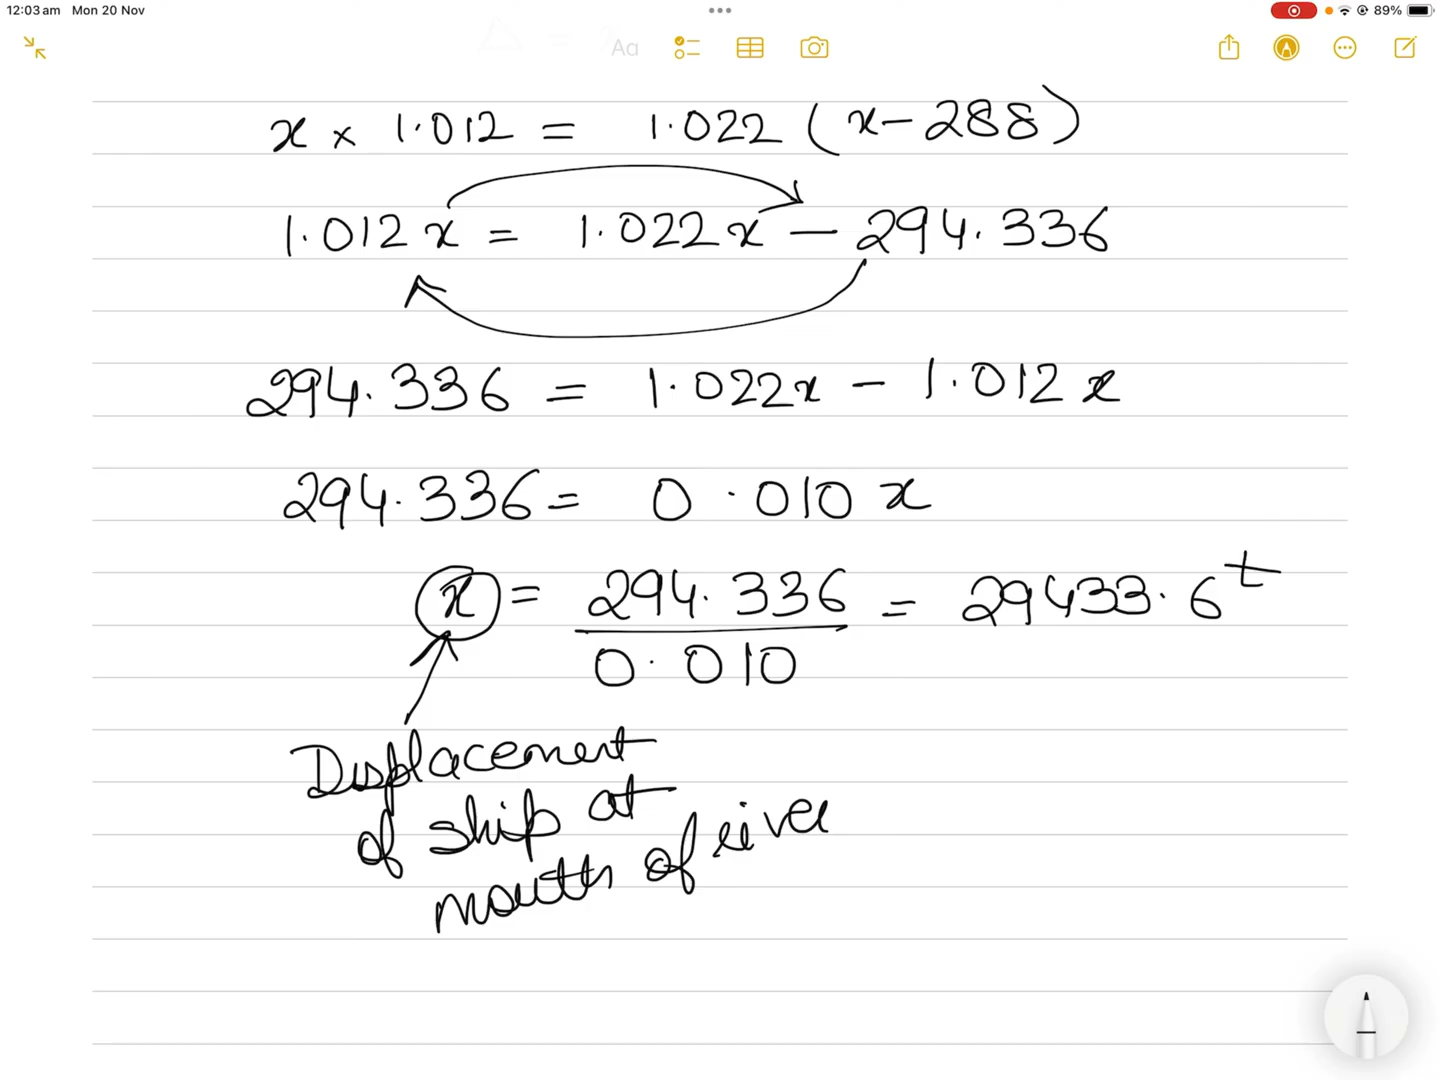 12:03 am Mon 20 Nov
89%
Aa
x × 1.012 = 1.022 (x - 288)
1.012 x = 1.022 x - 294.336
294.336 = 1.022x - 1.012 x
294.336 = 0.010 x
x = 294.336 / 0.010 = 29433.6 t
Displacement
of ship at
mouth of river